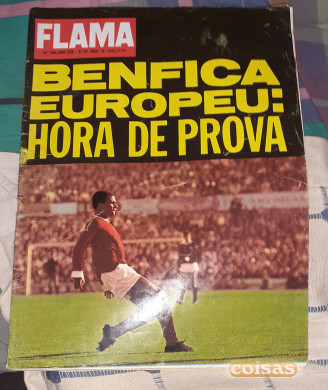 FLAMA
BENFICA
EUROPEU:
HORA DE PROVA
coisas